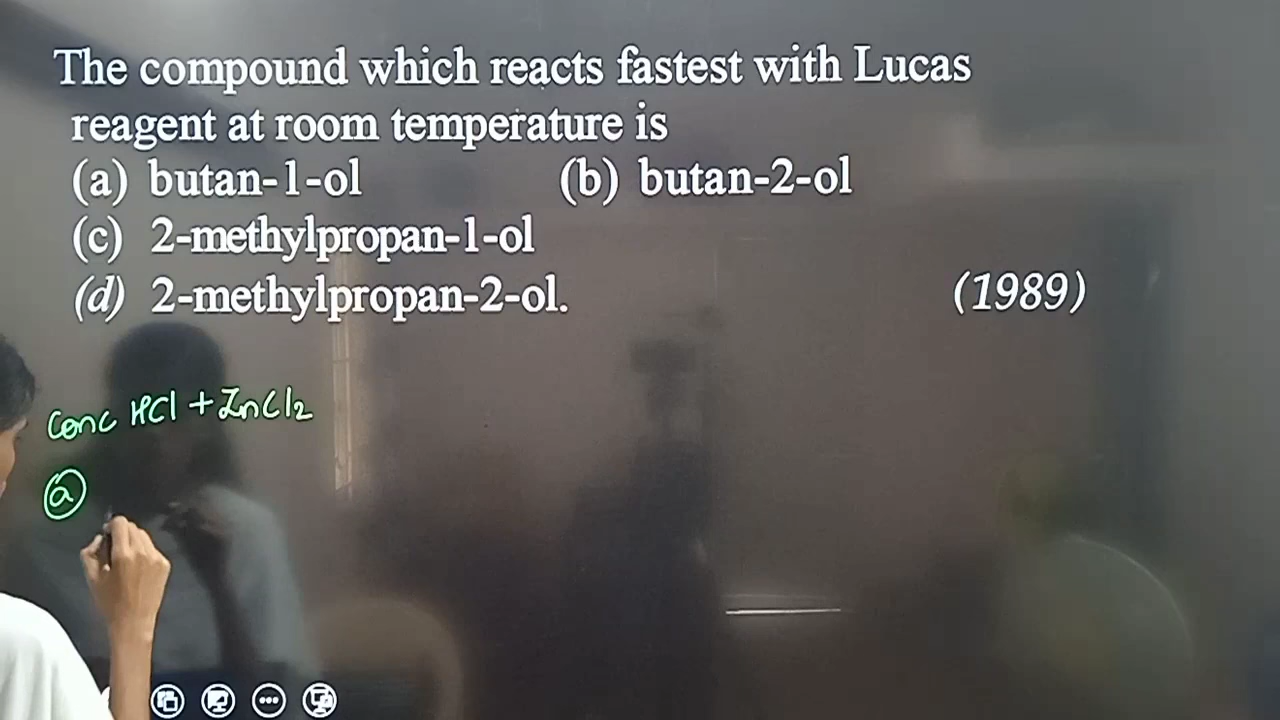 The compound which reacts fastest with Lucas
reagent at room temperature is
(a) butan-1-ol (b) butan-2-ol
(c) 2-methylpropan-1-ol
(d) 2-methylpropan-2-ol. (1989)
Conc HCl + ZnCl2
a